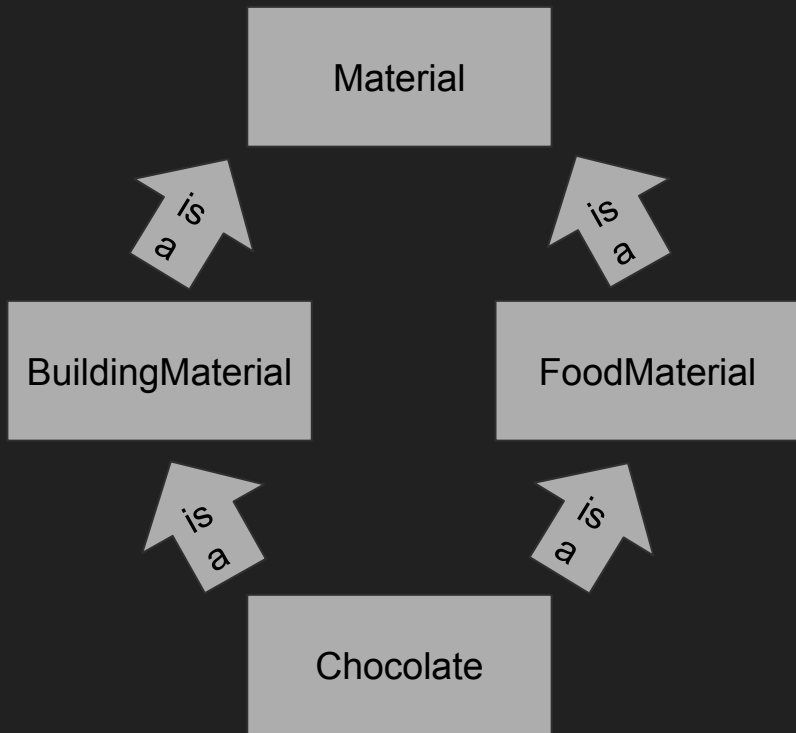 Material
is
a
is
a
BuildingMaterial
FoodMaterial
is
a
is
a
Chocolate